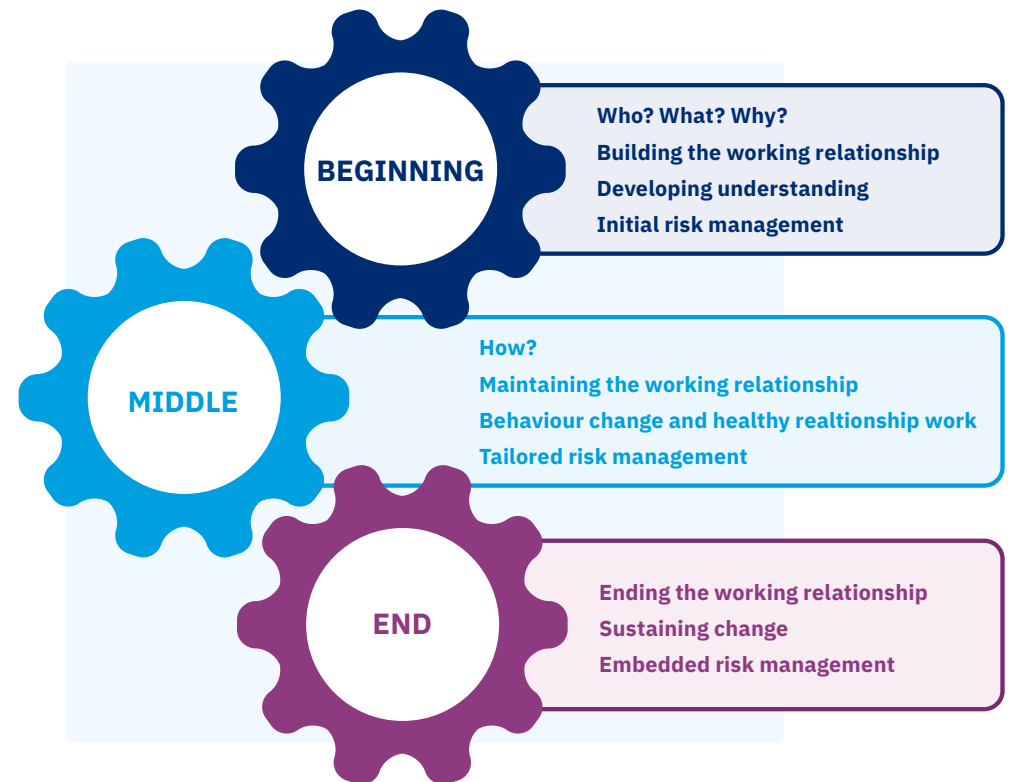 BEGINNING
Who? What? Why?
Building the working relationship
Developing understanding
Initial risk management
MIDDLE
How?
Maintaining the working relationship
Behaviour change and healthy realtionship work
Tailored risk management
END
Ending the working relationship
Sustaining change
Embedded risk management